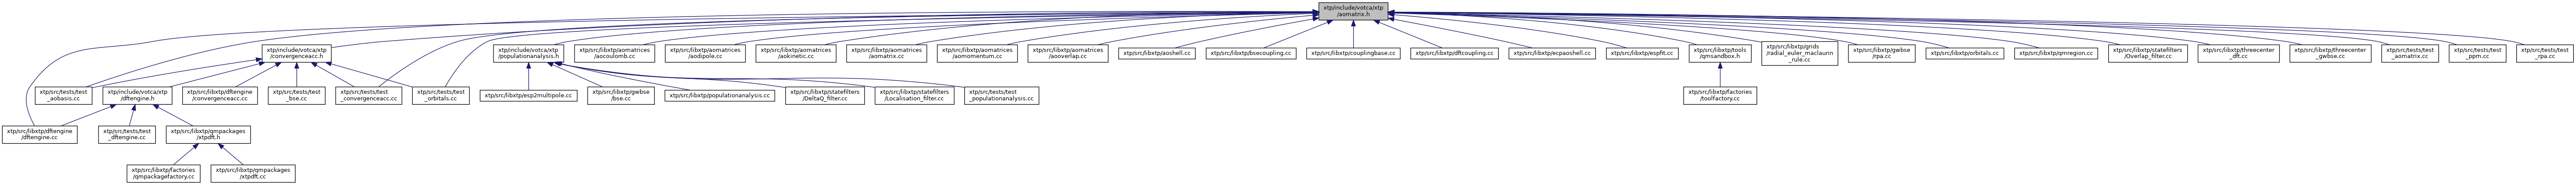 xtp/include/votca/xtp
/aomatrix.h
xtp/include/votca/xtp
/convergenceacc.h
xtp/include/votca/xtp
/populationanalysis.h
xtp/src/libxtp/aomatrices
/aocoulomb.cc
xtp/src/libxtp/aomatrices
/aodipole.cc
xtp/src/libxtp/aomatrices
/aokinetic.cc
xtp/src/libxtp/aomatrices
/aomatrix.cc
xtp/src/libxtp/aomatrices
/aomomentum.cc
xtp/src/libxtp/aomatrices
/aooverlap.cc
xtp/src/libxtp/aoshell.cc
xtp/src/libxtp/bsecoupling.cc
xtp/src/libxtp/couplingbase.cc
xtp/src/libxtp/dftcoupling.cc
xtp/src/libxtp/ecpaoshell.cc
xtp/src/libxtp/espfit.cc
xtp/src/libxtp/tools
/qmsandbox.h
xtp/src/libxtp/grids
/radial_euler_maclaurin
_rule.cc
xtp/src/libxtp/gwbse
/rpa.cc
xtp/src/libxtp/orbitals.cc
xtp/src/libxtp/qmregion.cc
xtp/src/libxtp/statefilters
/Overlap_filter.cc
xtp/src/libxtp/threecenter
_dft.cc
xtp/src/libxtp/threecenter
_gwbse.cc
xtp/src/tests/test
_aomatrix.cc
xtp/src/tests/test
_ppm.cc
xtp/src/tests/test
_rpa.cc
xtp/src/tests/test
_aobasis.cc
xtp/include/votca/xtp
/dftengine.h
xtp/src/libxtp/dftengine
/convergenceacc.cc
xtp/src/tests/test
_bse.cc
xtp/src/tests/test
_convergenceacc.cc
xtp/src/tests/test
_orbitals.cc
xtp/src/libxtp/esp2multipole.cc
xtp/src/libxtp/gwbse
/bse.cc
xtp/src/libxtp/populationanalysis.cc
xtp/src/libxtp/statefilters
/DeltaQ_filter.cc
xtp/src/libxtp/statefilters
/Localisation_filter.cc
xtp/src/tests/test
_populationanalysis.cc
xtp/src/libxtp/factories
/toolfactory.cc
xtp/src/libxtp/dftengine
/dftengine.cc
xtp/src/tests/test
_dftengine.cc
xtp/src/libxtp/qmpackages
/xtpdft.h
xtp/src/libxtp/factories
/qmpackagefactory.cc
xtp/src/libxtp/qmpackages
/xtpdft.cc